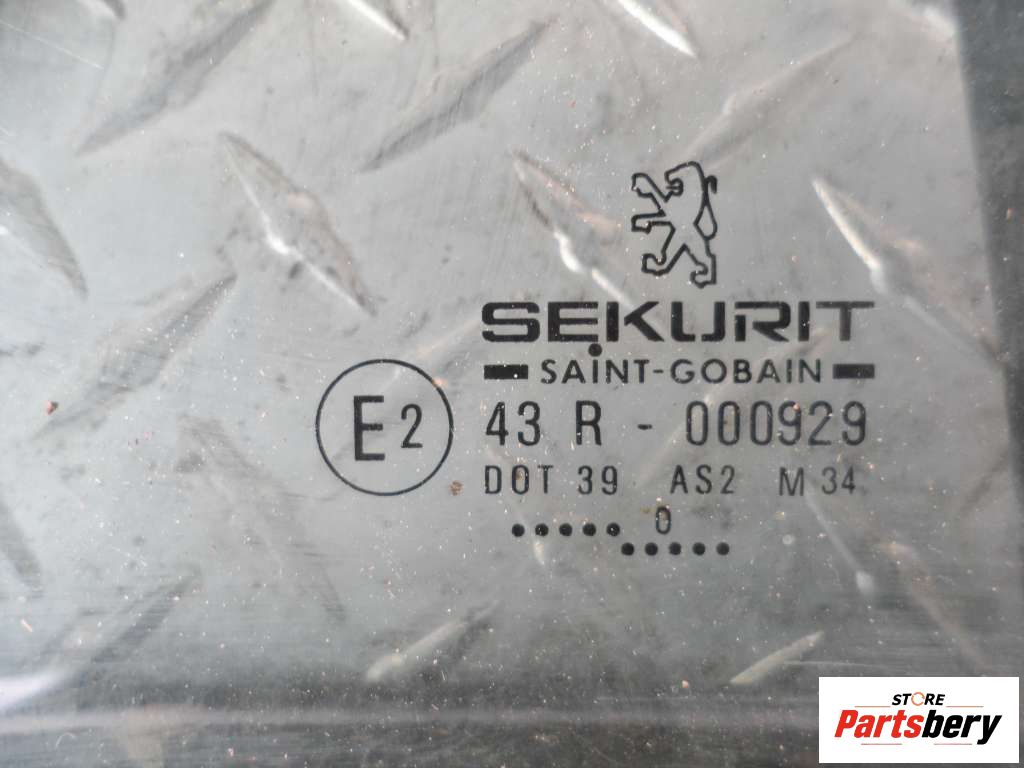 SEKURIT
SAINT-GOBAIN
E2 43 R - 000929
DOT 39 AS2 M 34
..... 0 .....
STORE
Partsbery